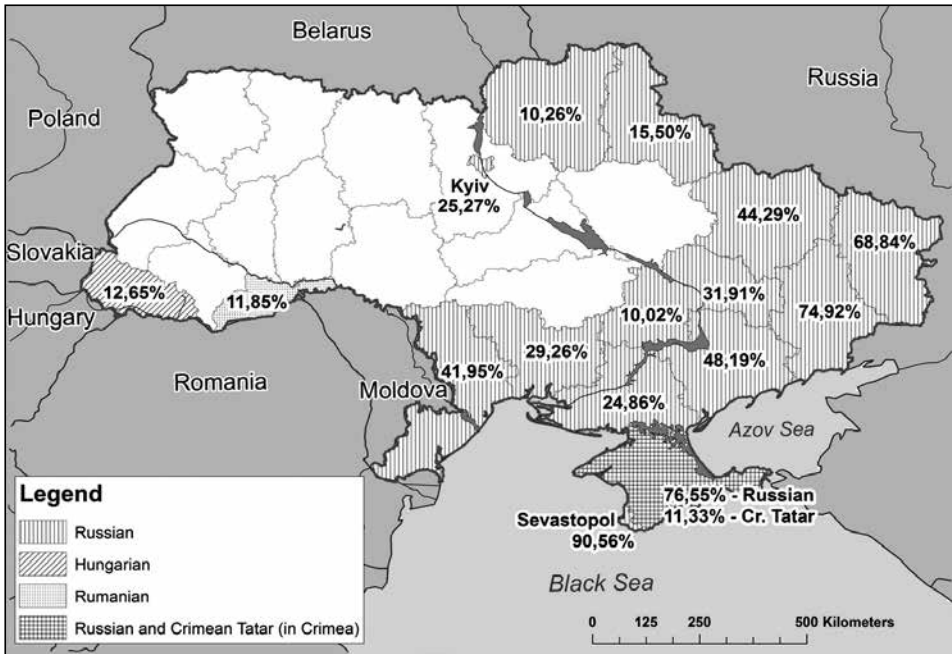 Belarus
Russia
Poland
10,26%
15,50%
Kyiv
25,27%
44,29%
68,84%
Slovakia
12,65%
11,85%
31,91%
74,92%
Hungary
10,02%
29,26%
48,19%
41,95%
Romania
Moldova
24,86%
Azov Sea
Legend
Russian
Hungarian
Rumanian
Russian and Crimean Tatar (in Crimea)
76,55% - Russian
11,33% - Cr. Tatar
Sevastopol
90,56%
Black Sea
0 125 250 500 Kilometers